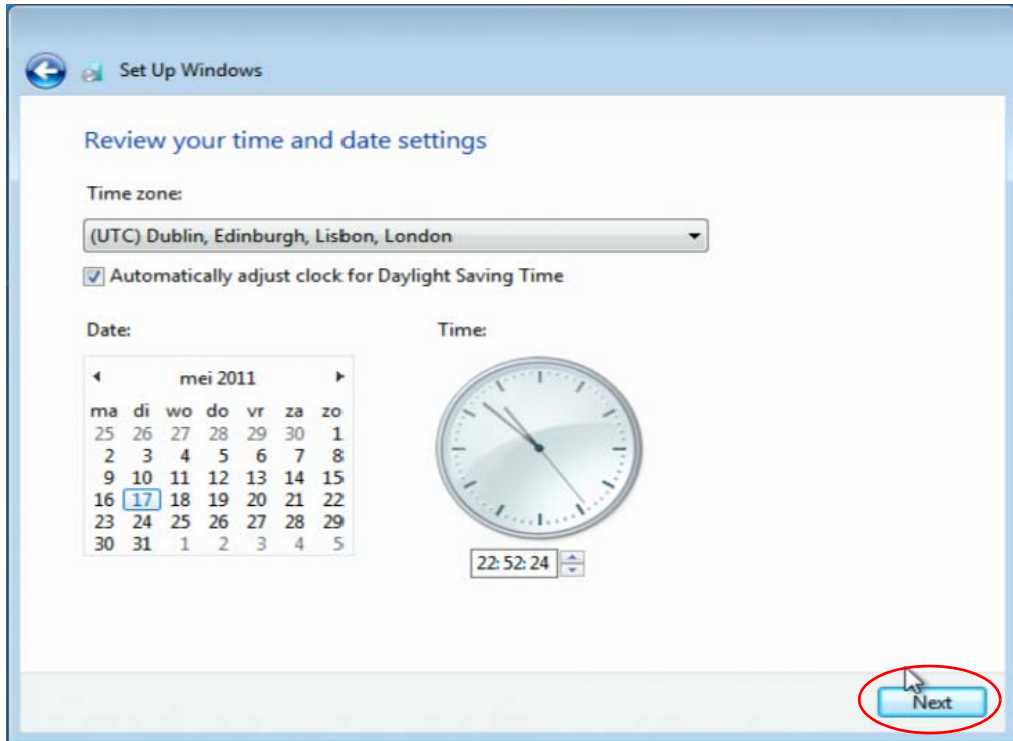 Set Up Windows
Review your time and date settings
Time zone:
(UTC) Dublin, Edinburgh, Lisbon, London
Automatically adjust clock for Daylight Saving Time
Date:
Time:
mei 2011
ma di wo do vr za zo
25 26 27 28 29 30 1
2 3 4 5 6 7 8
9 10 11 12 13 14 15
16 17 18 19 20 21 22
23 24 25 26 27 28 29
30 31 1 2 3 4 5
22:52:24
Next